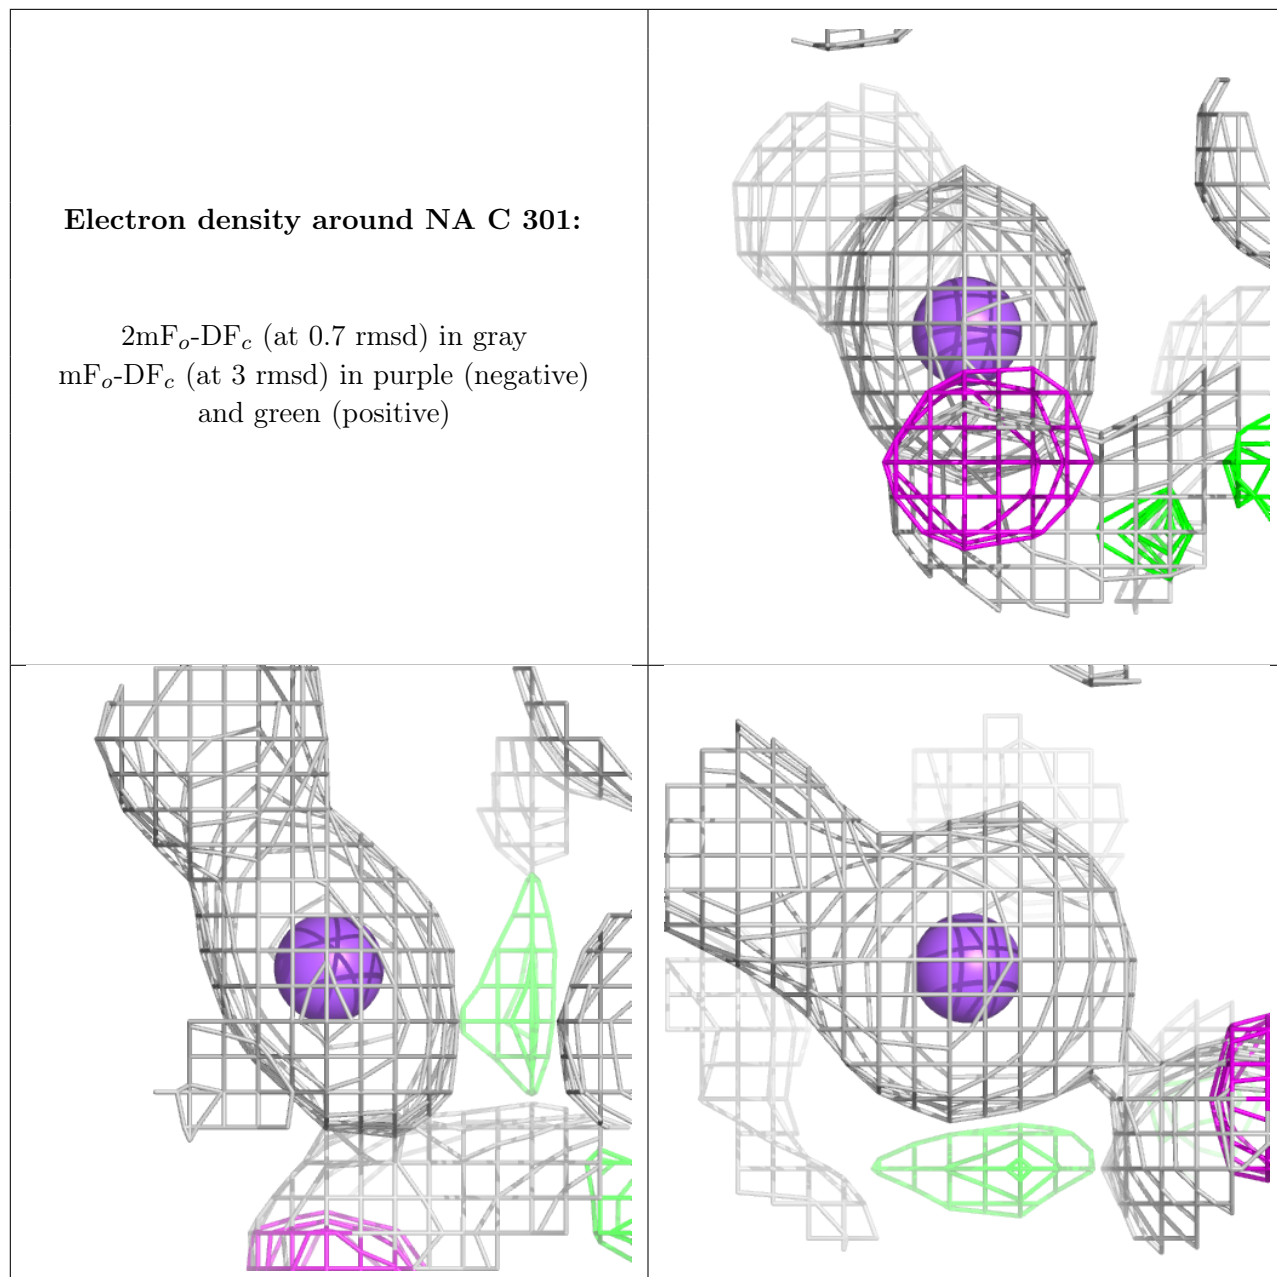 Electron density around NA C 301:
2mFo-DFc (at 0.7 rmsd) in gray
mFo-DFc (at 3 rmsd) in purple (negative)
and green (positive)